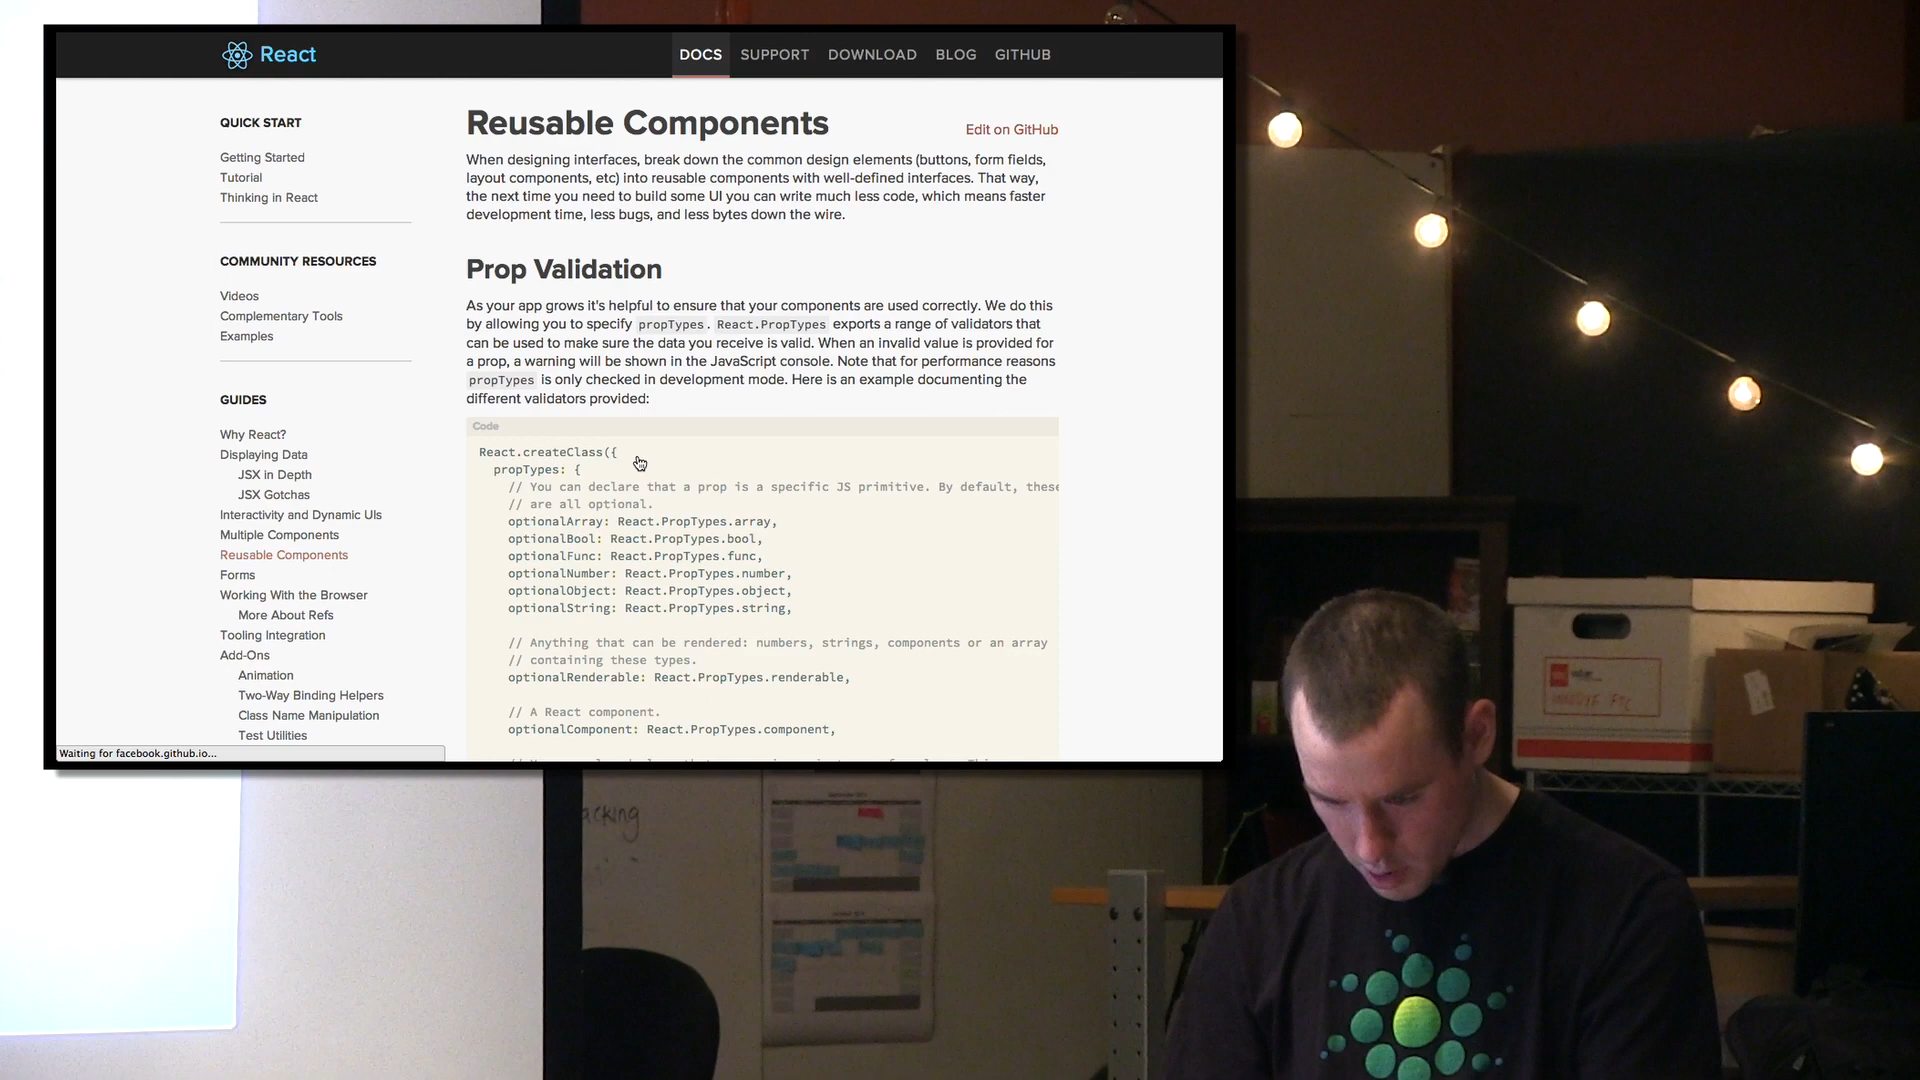 React
DOCS
SUPPORT
DOWNLOAD
BLOG
GITHUB
QUICK START
Getting Started
Tutorial
Thinking in React
COMMUNITY RESOURCES
Videos
Complementary Tools
Examples
GUIDES
Why React?
Displaying Data
JSX in Depth
JSX Gotchas
Interactivity and Dynamic UIs
Multiple Components
Reusable Components
Forms
Working With the Browser
More About Refs
Tooling Integration
Add-Ons
Animation
Two-Way Binding Helpers
Class Name Manipulation
Test Utilities
Waiting for facebook.github.io...
Reusable Components
Edit on GitHub
When designing interfaces, break down the common design elements (buttons, form fields,
layout components, etc) into reusable components with well-defined interfaces. That way,
the next time you need to build some UI you can write much less code, which means faster
development time, less bugs, and less bytes down the wire.
Prop Validation
As your app grows it's helpful to ensure that your components are used correctly. We do this
by allowing you to specify propTypes. React.PropTypes exports a range of validators that
can be used to make sure the data you receive is valid. When an invalid value is provided for
a prop, a warning will be shown in the JavaScript console. Note that for performance reasons
propTypes is only checked in development mode. Here is an example documenting the
different validators provided:
Code
React.createClass({
propTypes: {
// You can declare that a prop is a specific JS primitive. By default, these
// are all optional.
optionalArray: React.PropTypes.array,
optionalBool: React.PropTypes.bool,
optionalFunc: React.PropTypes.func,
optionalNumber: React.PropTypes.number,
optionalObject: React.PropTypes.object,
optionalString: React.PropTypes.string,
// Anything that can be rendered: numbers, strings, components or an array
// containing these types.
optionalRenderable: React.PropTypes.renderable,
// A React component.
optionalComponent: React.PropTypes.component,
acking